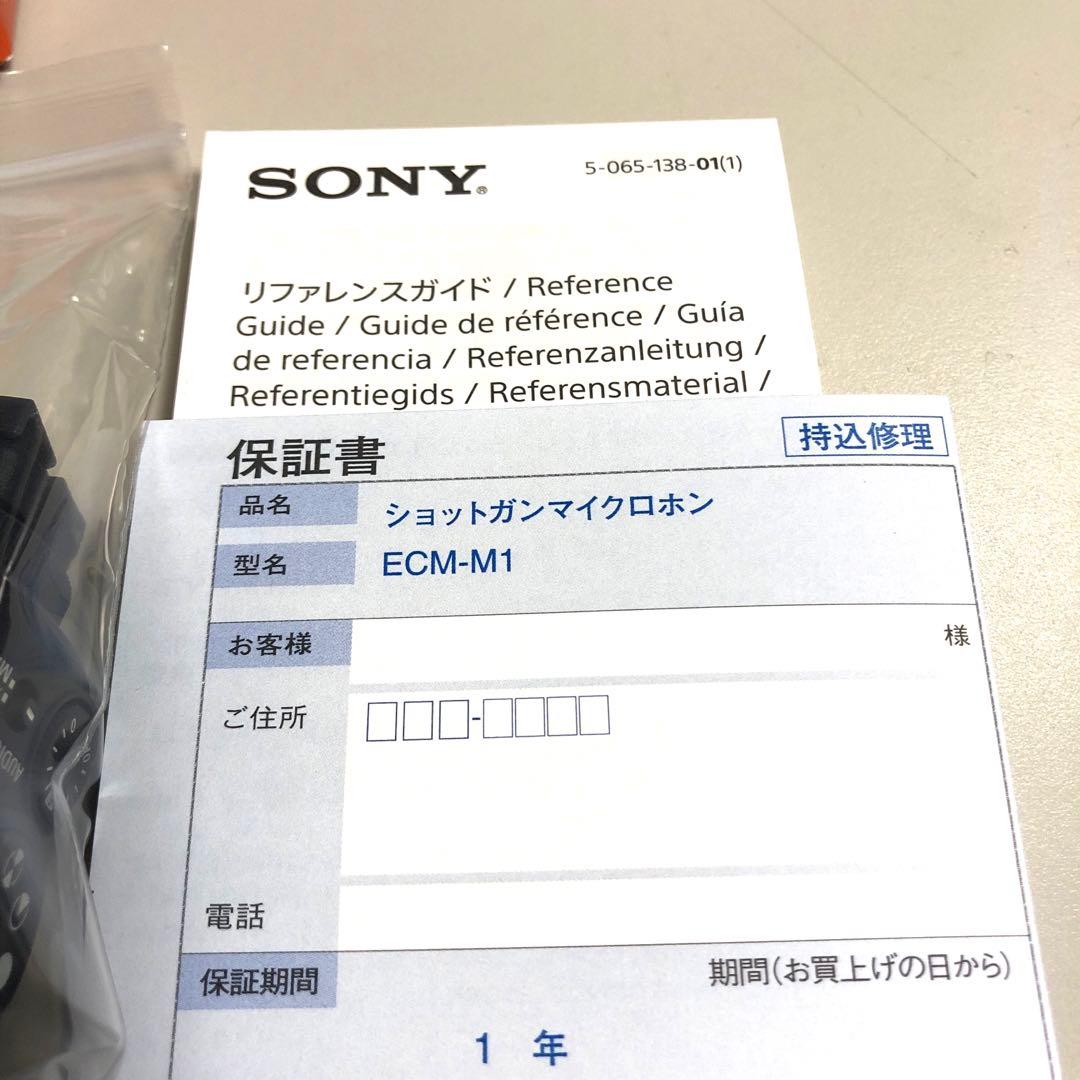 SONY®
5-065-138-01(1)
リファレンスガイド / Reference
Guide / Guide de référence / Guía
de referencia / Referenzanleitung /
Referentiegids / Referensmaterial /
保証書
持込修理
品名
ショットガンマイクロホン
型名
ECM-M1
お客様
様
ご住所
-
電話
保証期間
期間(お買上げの日から)
1 年
AUDIO